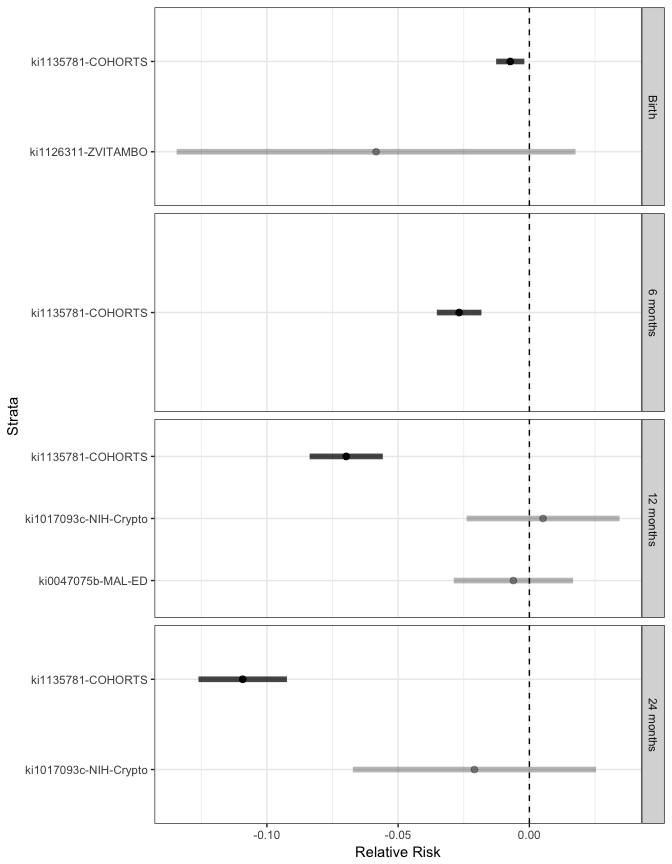 ki1135781-COHORTS
ki1126311-ZVITAMBO
Birth
ki1135781-COHORTS
6 months
ki1135781-COHORTS
ki1017093c-NIH-Crypto
ki0047075b-MAL-ED
12 months
ki1135781-COHORTS
ki1017093c-NIH-Crypto
24 months
Strata
-0.10 -0.05 0.00
Relative Risk